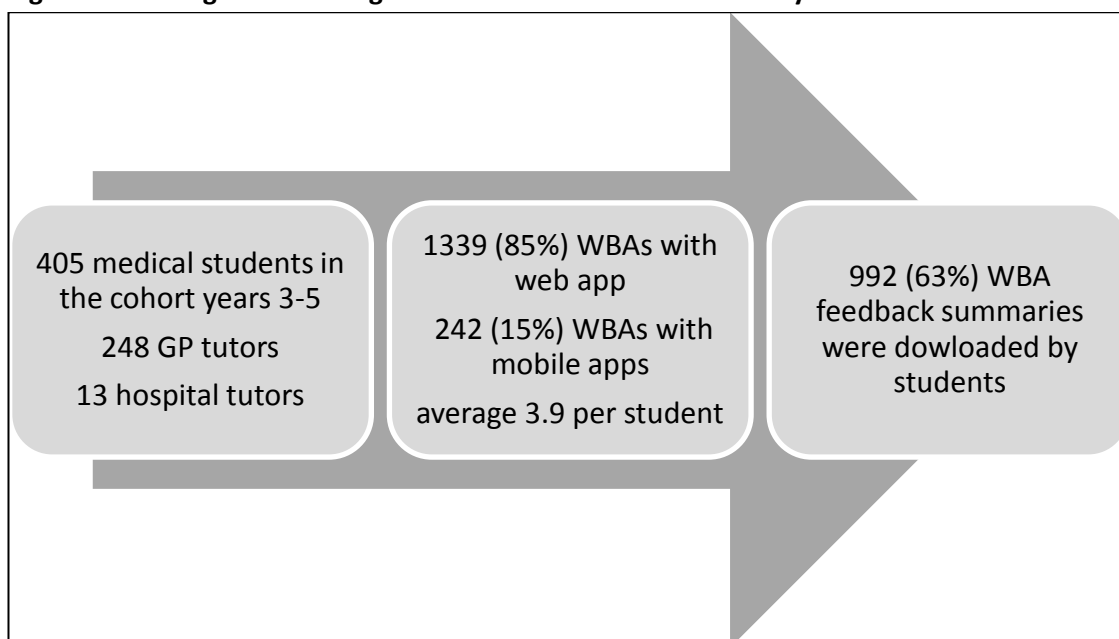 405 medical students in
the cohort years 3-5
248 GP tutors
13 hospital tutors
1339 (85%) WBAs with
web app
242 (15%) WBAs with
mobile apps
average 3.9 per student
992 (63%) WBA
feedback summaries
were dowloaded by
students